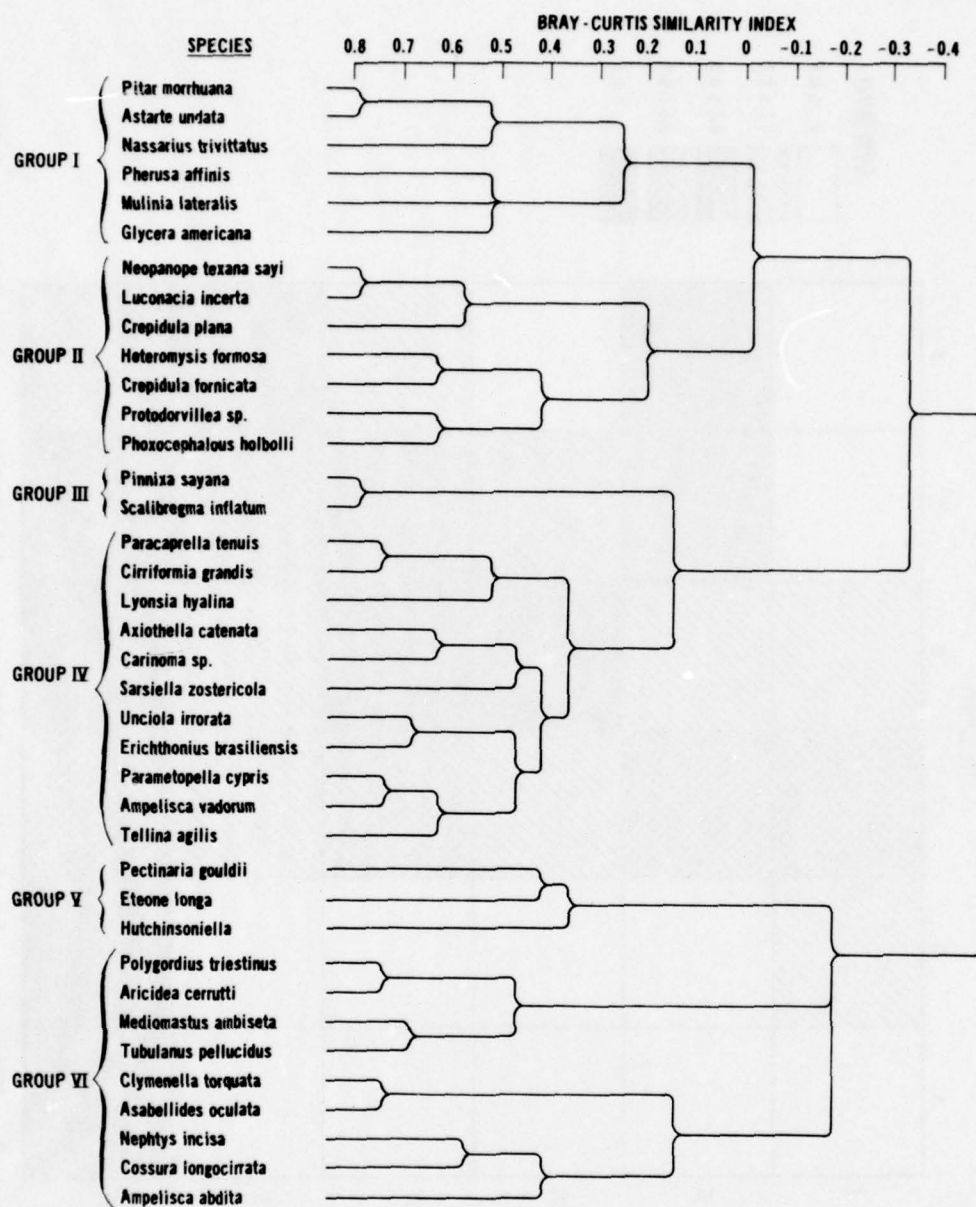 BRAY-CURTIS SIMILARITY INDEX
SPECIES
0.8 0.7 0.6 0.5 0.4 0.3 0.2 0.1 0 -0.1 -0.2 -0.3 -0.4
GROUP I
Pitar morrhuana
Astarte undata
Nassarius trivittatus
Pherusa affinis
Mulinia lateralis
Glycera americana
GROUP II
Neopanope texana sayi
Luconacia incerta
Crepidula plana
Heteromysis formosa
Crepidula fornicata
Protodorvillea sp.
Phoxocephalous holbolli
GROUP III
Pinnixa sayana
Scalibregma inflatum
GROUP IV
Paracaprella tenuis
Cirriformia grandis
Lyonsia hyalina
Axiothella catenata
Carinoma sp.
Sarsiella zostericola
Unciola irrorata
Erichthonius brasiliensis
Parametopella cypris
Ampelisca vadorum
Tellina agilis
GROUP V
Pectinaria gouldii
Eteone longa
Hutchinsoniella
GROUP VI
Polygordius triestinus
Aricidea cerrutti
Mediomastus ambiseta
Tubulanus pellucidus
Clymenella torquata
Asabellides oculata
Nephtys incisa
Cossura longocirrata
Ampelisca abdita